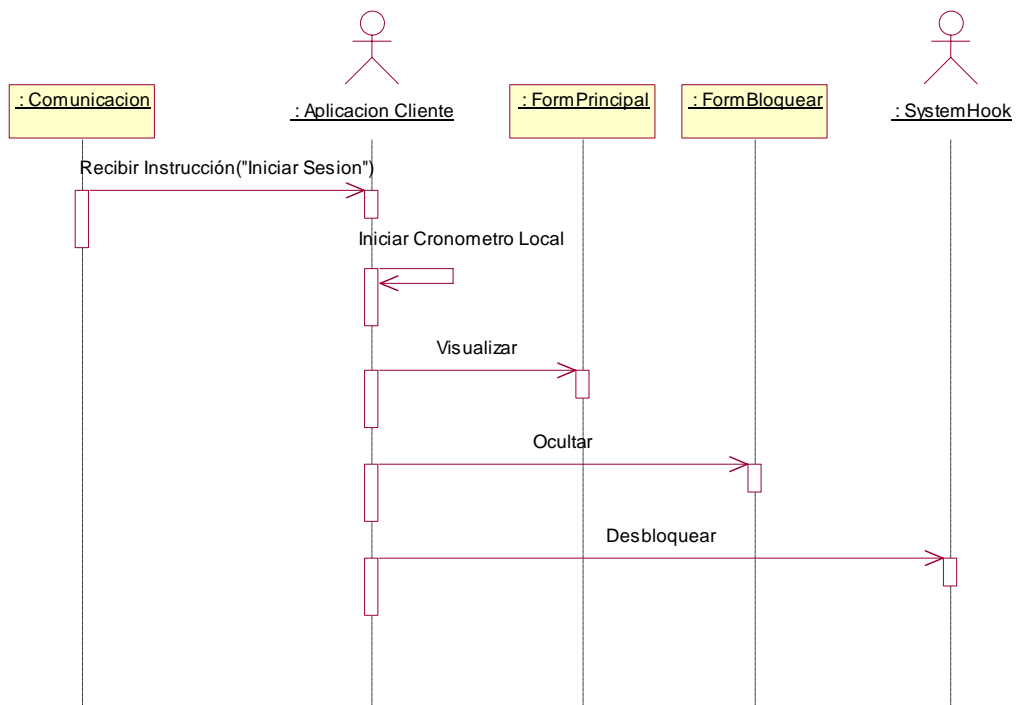 : Comunicacion
: Aplicacion Cliente
: FormPrincipal
: FormBloquear
: SystemHook
Recibir Instrucción("Iniciar Sesion")
Iniciar Cronometro Local
Visualizar
Ocultar
Desbloquear